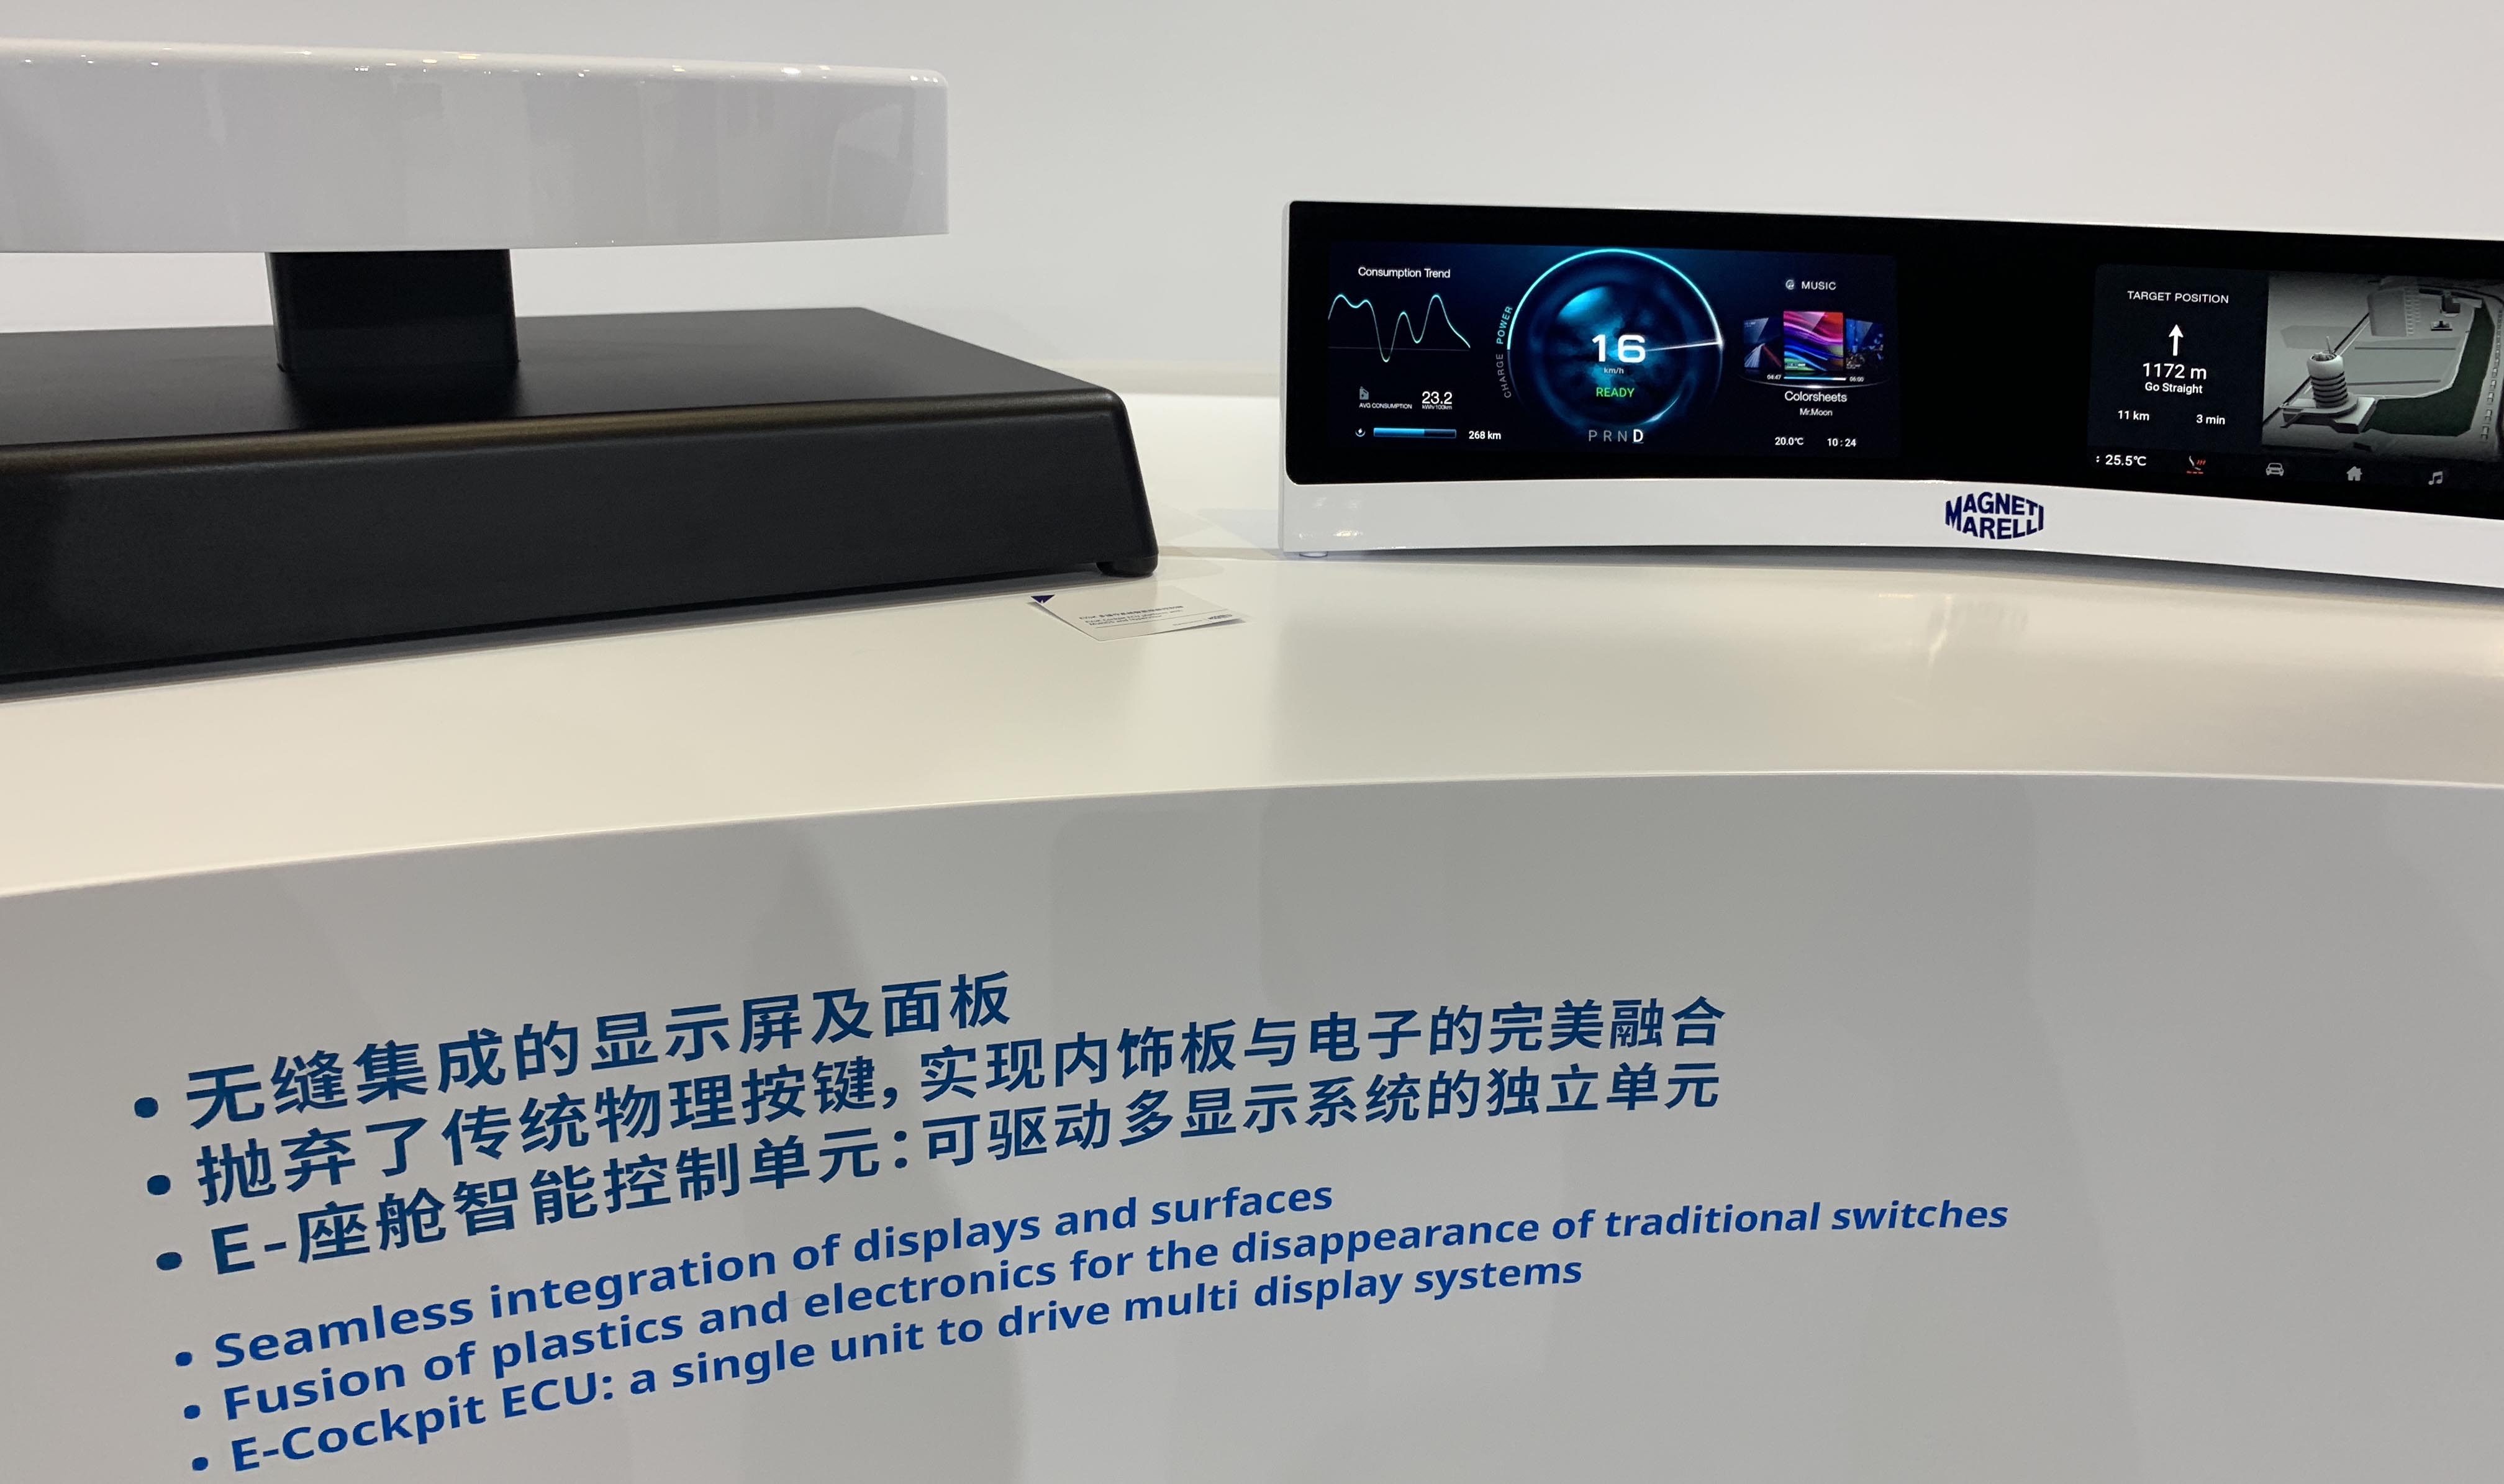 Consumption Trend
CHARGE POWER
AVG CONSUMPTION 23.2
kWh/100km
268 km
16
km/h
READY
P R N D
MUSIC
04:47 06:00
Colorsheets
Mr.Moon
20.0℃ 10:24
TARGET POSITION
1172 m
Go Straight
11 km 3 min
25.5℃
MAGNETI
MARELLI
• 无缝集成的显示屏及面板
• 抛弃了传统物理按键，实现内饰板与电子的完美融合
• E-座舱智能控制单元：可驱动多显示系统的独立单元
• Seamless integration of displays and surfaces
• Fusion of plastics and electronics for the disappearance of traditional switches
• E-Cockpit ECU: a single unit to drive multi display systems